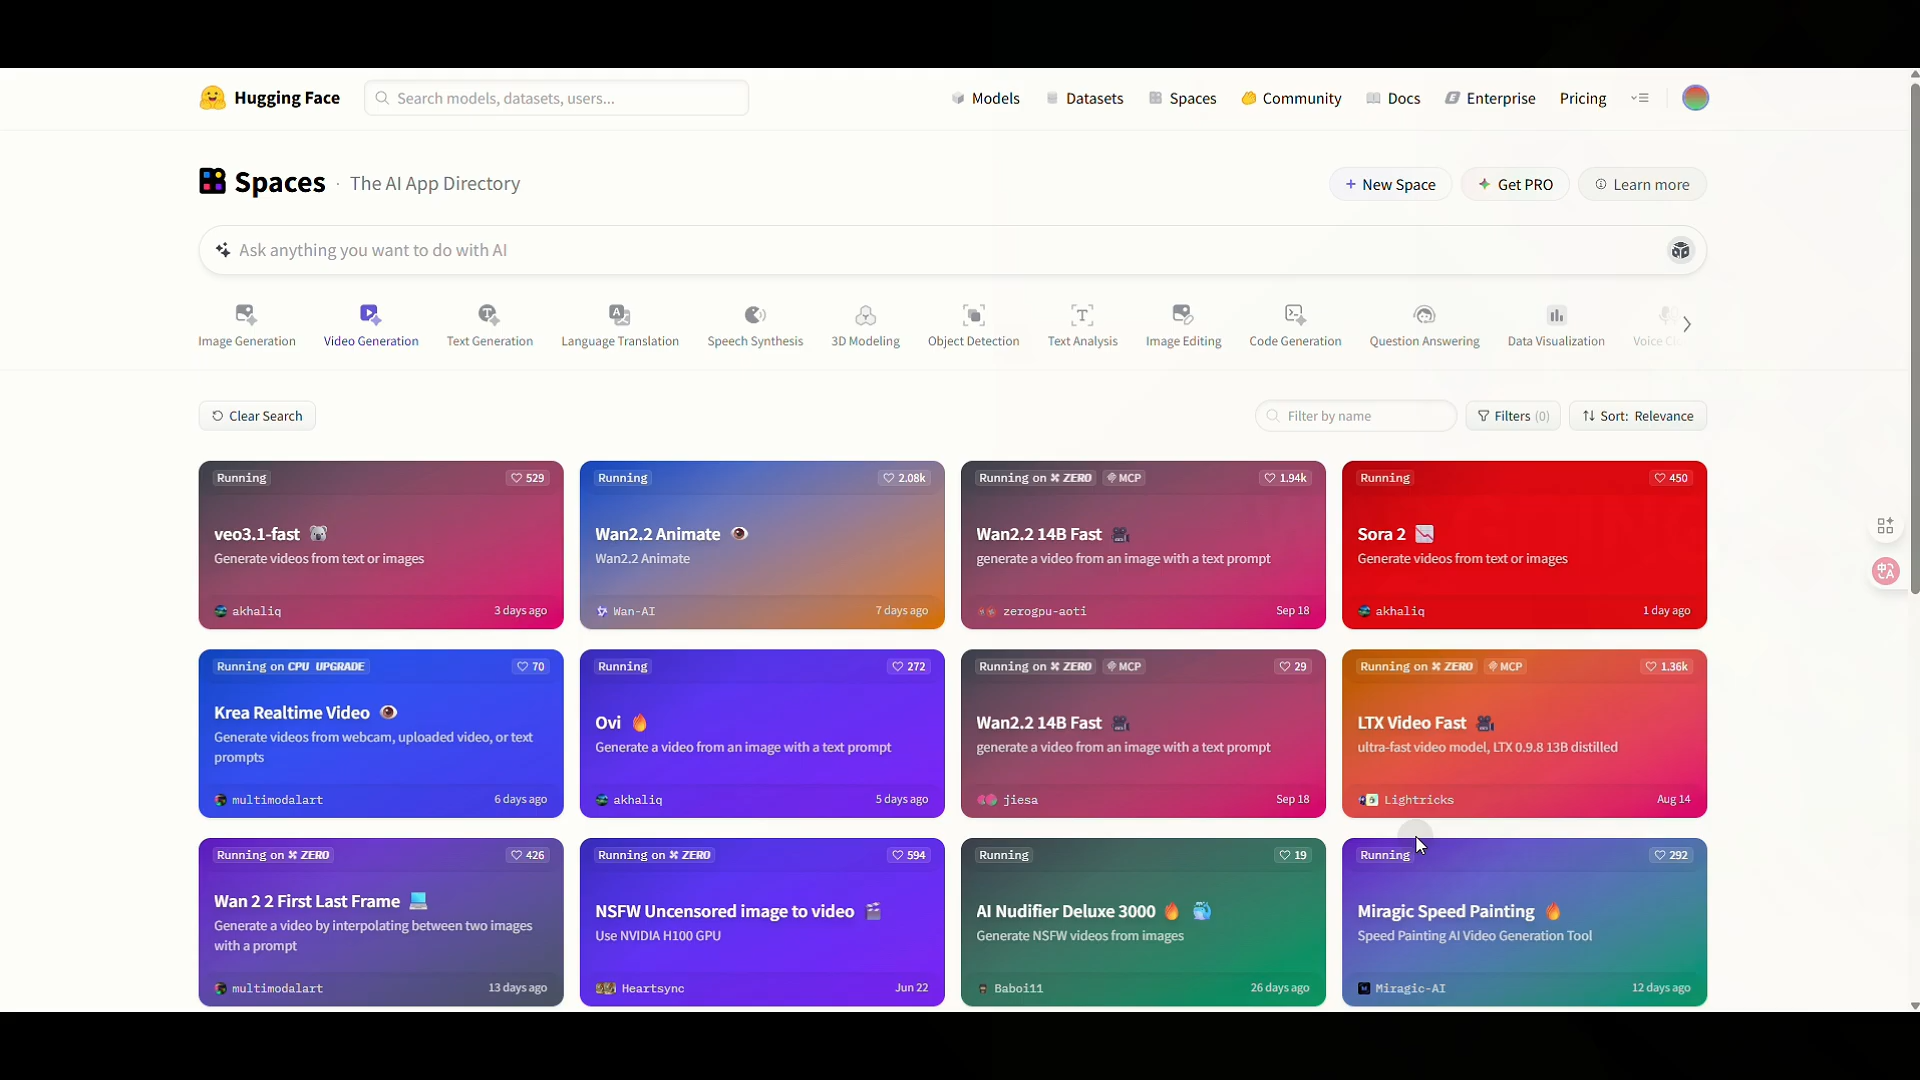 Hugging Face
Search models, datasets, users...
Models
Datasets
Spaces
Community
Docs
Enterprise
Pricing
Spaces · The AI App Directory
+ New Space
Get PRO
Learn more
Ask anything you want to do with AI
Image Generation
Video Generation
Text Generation
Language Translation
Speech Synthesis
3D Modeling
Object Detection
Text Analysis
Image Editing
Code Generation
Question Answering
Data Visualization
Voice
Clear Search
Filter by name
Filters (0)
Sort: Relevance
Running
529
veo3.1-fast
Generate videos from text or images
akhaliq
3 days ago
Running
2.08k
Wan2.2 Animate
Wan2.2 Animate
Wan-AI
7 days ago
Running on ZERO
MCP
1.94k
Wan2.2 14B Fast
generate a video from an image with a text prompt
zerogpu-aoti
Sep 18
Running
450
Sora 2
Generate videos from text or images
akhaliq
1 day ago
Running on CPU UPGRADE
70
Krea Realtime Video
Generate videos from webcam, uploaded video, or text
prompts
multimodalart
6 days ago
Running
272
Ovi
Generate a video from an image with a text prompt
akhaliq
5 days ago
Running on ZERO
MCP
29
Wan2.2 14B Fast
generate a video from an image with a text prompt
jiesa
Sep 18
Running on ZERO
MCP
1.36k
LTX Video Fast
ultra-fast video model, LTX 0.9.8 13B distilled
Lightricks
Aug 14
Running on ZERO
426
Wan 2 2 First Last Frame
Generate a video by interpolating between two images
with a prompt
multimodalart
13 days ago
Running on ZERO
594
NSFW Uncensored image to video
Use NVIDIA H100 GPU
Heartsync
Jun 22
Running
19
AI Nudifier Deluxe 3000
Generate NSFW videos from images
Baboi11
26 days ago
Running
292
Miragic Speed Painting
Speed Painting AI Video Generation Tool
Miragic-AI
12 days ago